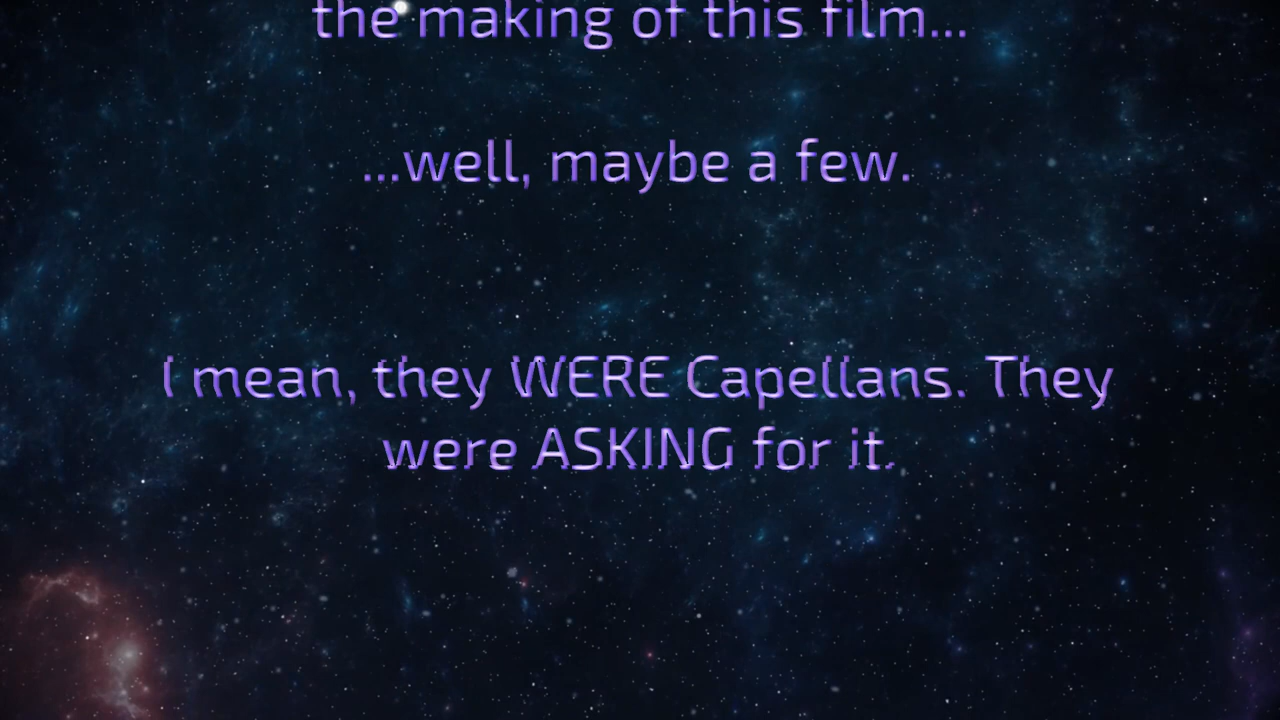 the making of this film...
...well, maybe a few.
I mean, they WERE Capellans. They
were ASKING for it.